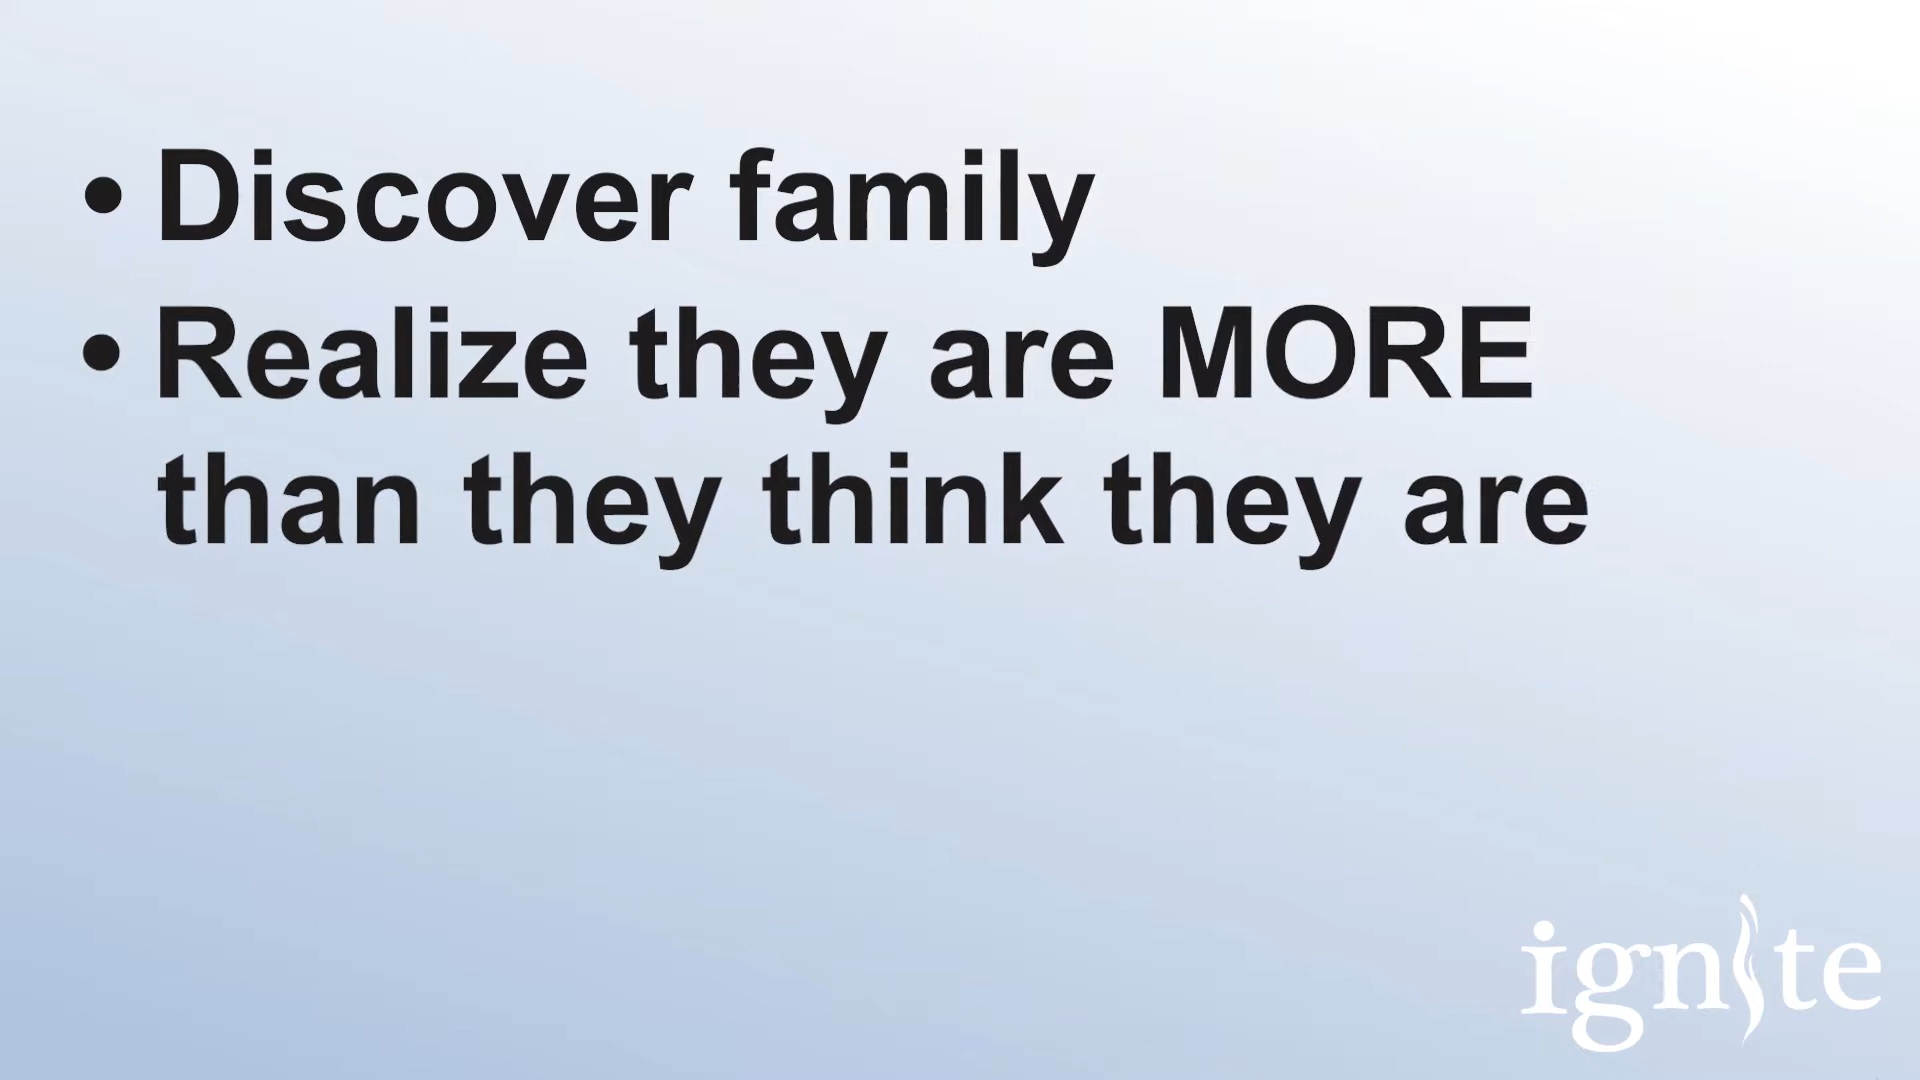 • Discover family
• Realize they are MORE
than they think they are
ignite